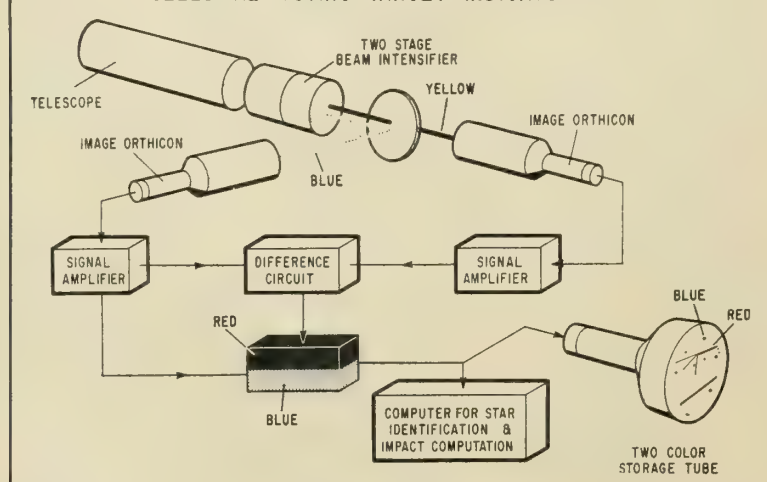 TWO STAGE
BEAM INTENSIFIER
TELESCOPE
YELLOW
IMAGE ORTHICON
IMAGE ORTHICON
BLUE
SIGNAL
AMPLIFIER
DIFFERENCE
CIRCUIT
SIGNAL
AMPLIFIER
BLUE
RED
RED
BLUE
COMPUTER FOR STAR
IDENTIFICATION &
IMPACT COMPUTATION
TWO COLOR
STORAGE TUBE